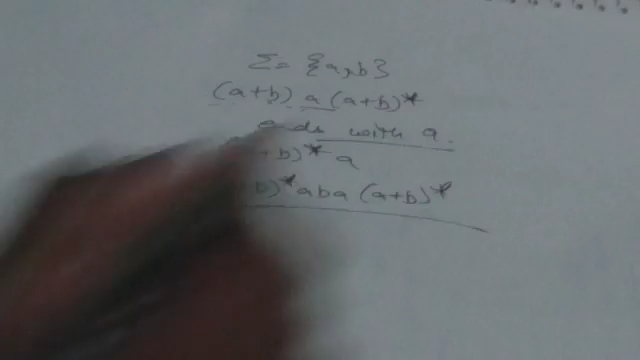 Σ = {a,b}
(a+b) a (a+b)*
ends with a.
+b)* a
b)* aba (a+b)*